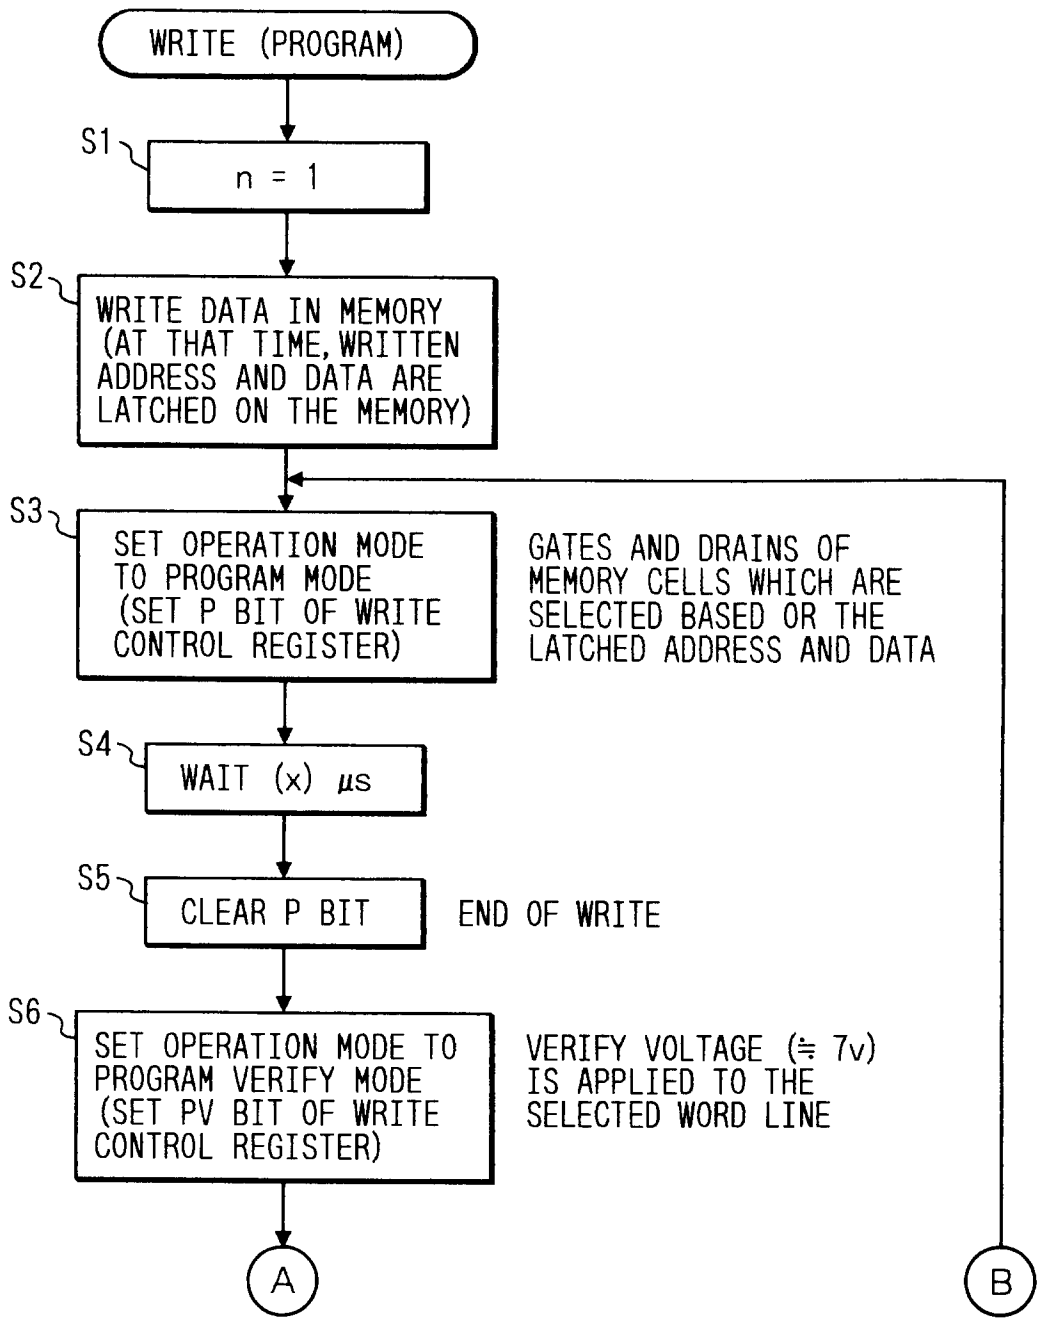 WRITE (PROGRAM)
S1
n = 1
S2
WRITE DATA IN MEMORY
(AT THAT TIME, WRITTEN
ADDRESS AND DATA ARE
LATCHED ON THE MEMORY)
S3
SET OPERATION MODE
TO PROGRAM MODE
(SET P BIT OF WRITE
CONTROL REGISTER)
GATES AND DRAINS OF
MEMORY CELLS WHICH ARE
SELECTED BASED OR THE
LATCHED ADDRESS AND DATA
S4
WAIT (x) μs
S5
CLEAR P BIT
END OF WRITE
S6
SET OPERATION MODE TO
PROGRAM VERIFY MODE
(SET PV BIT OF WRITE
CONTROL REGISTER)
VERIFY VOLTAGE (≒ 7v)
IS APPLIED TO THE
SELECTED WORD LINE
A
B